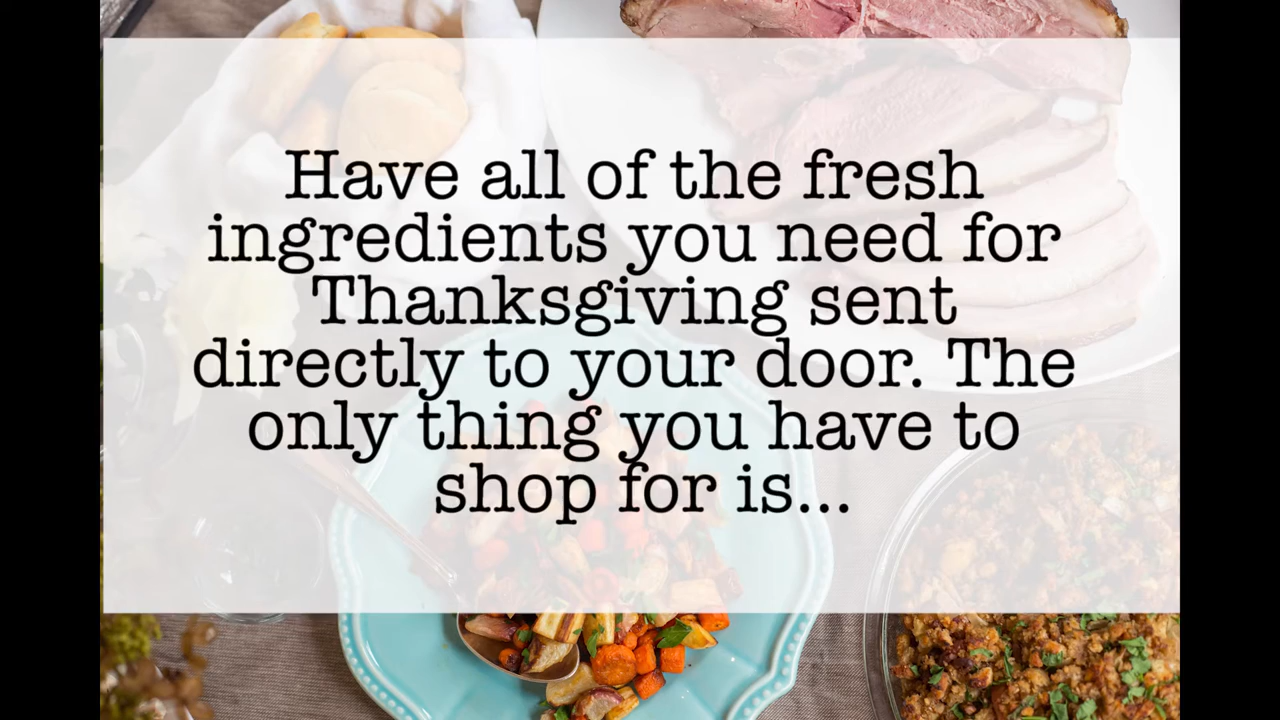 Have all of the fresh
ingredients you need for
Thanksgiving sent
directly to your door. The
only thing you have to
shop for is...